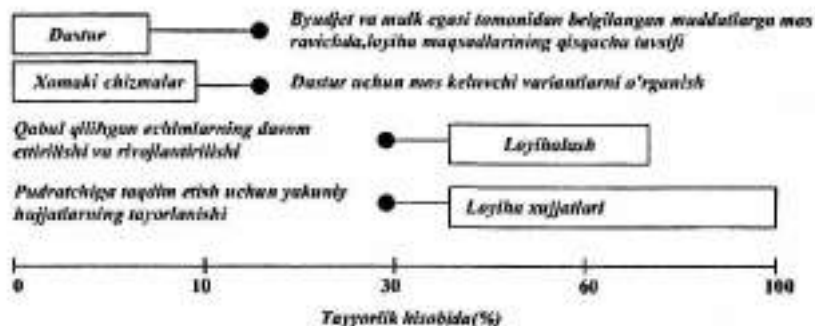 Dastur
Byudjet va mulk egasi tomonidan belgilangan muddatlarga mos
ravichda,loyiha maqsadlarining qisqacha tavsifi
Xomaki chizmalar
Dastur uchun mos keluvchi variantlarni o'rganish
Qabul qilihgan echimlarning davom
ettirilishi va rivojlantirilishi
Loyihalash
Pudratchiga taqdim etish uchun yakuniy
hujjatlarning tayorlanishi
Loyiha xujjatlari
0 10 30 60 100
Tayyorlik hisobida(%)